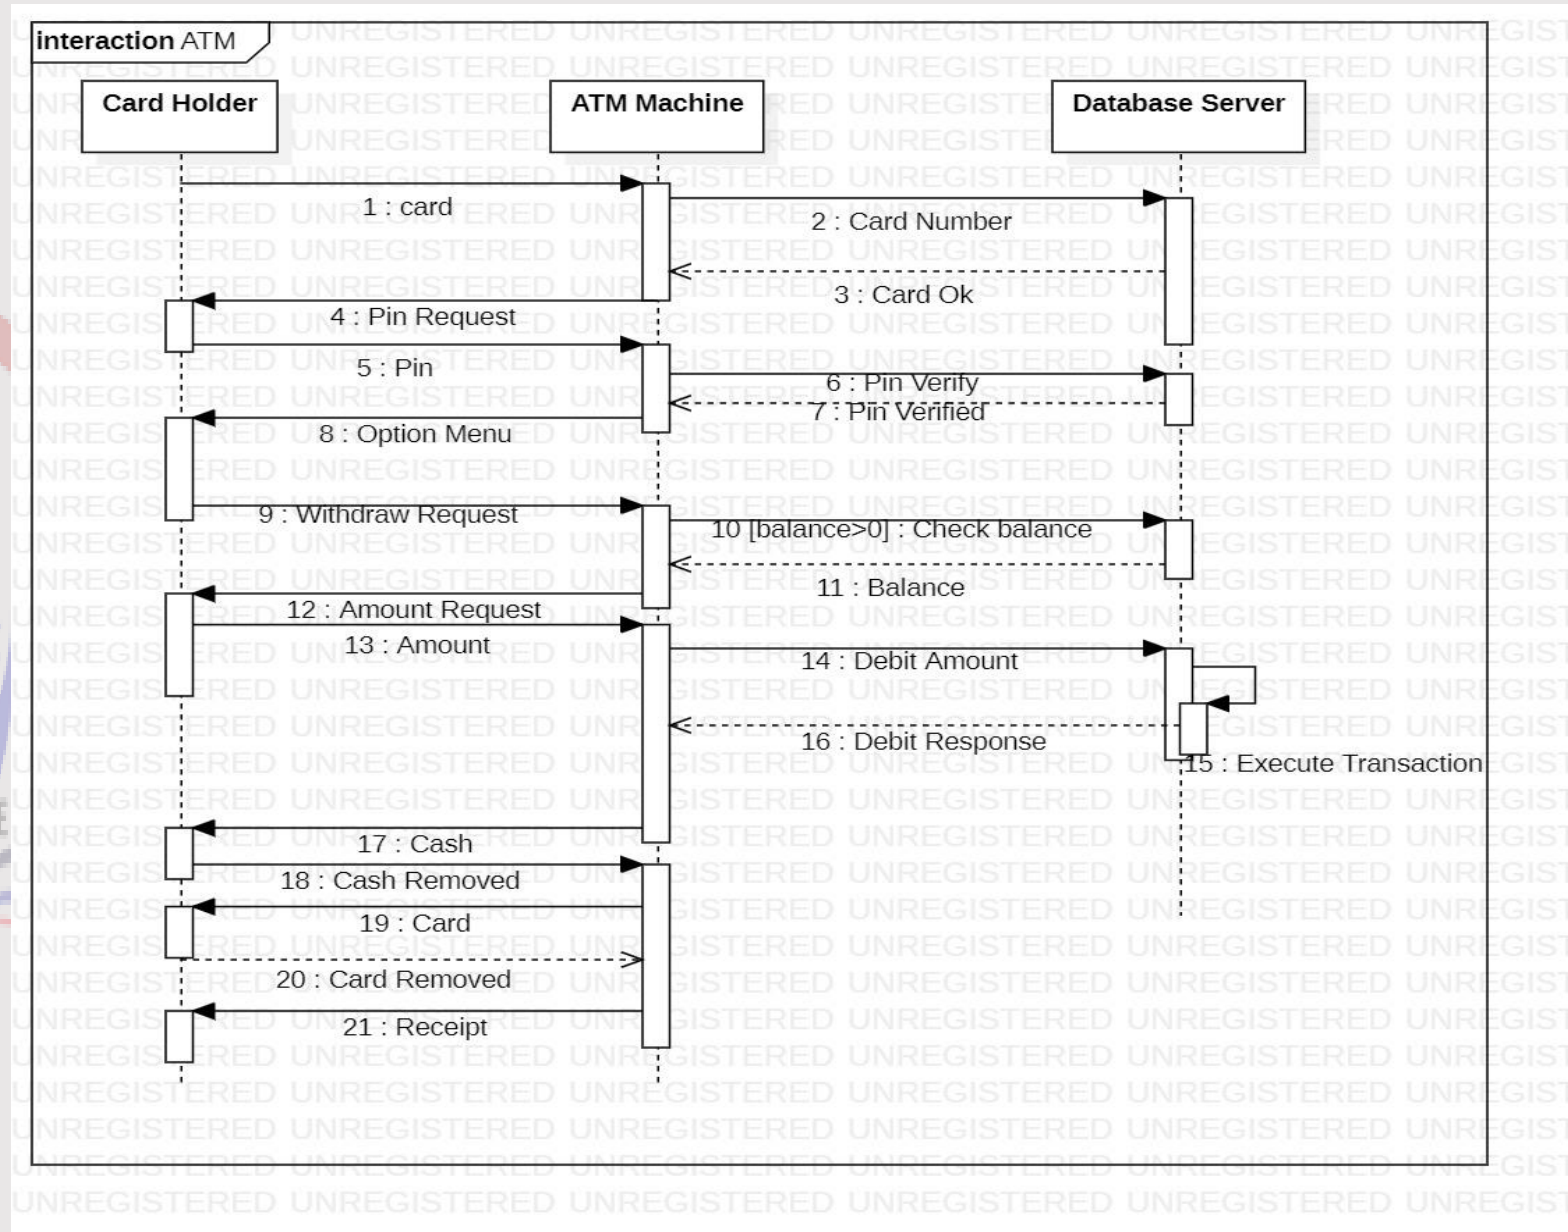 interaction ATM
Card Holder
ATM Machine
Database Server
1 : card
2 : Card Number
3 : Card Ok
4 : Pin Request
5 : Pin
6 : Pin Verify
7 : Pin Verified
8 : Option Menu
9 : Withdraw Request
10 [balance>0] : Check balance
11 : Balance
12 : Amount Request
13 : Amount
14 : Debit Amount
16 : Debit Response
15 : Execute Transaction
17 : Cash
18 : Cash Removed
19 : Card
20 : Card Removed
21 : Receipt
UNREGISTERED